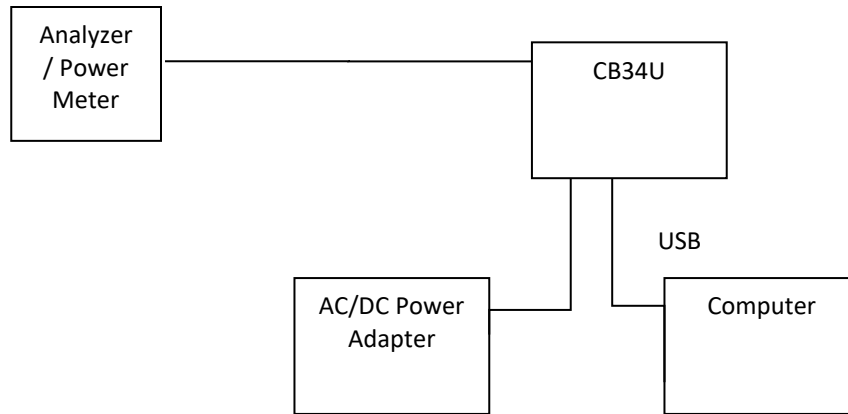 Analyzer
/ Power
Meter
CB34U
USB
AC/DC Power
Adapter
Computer